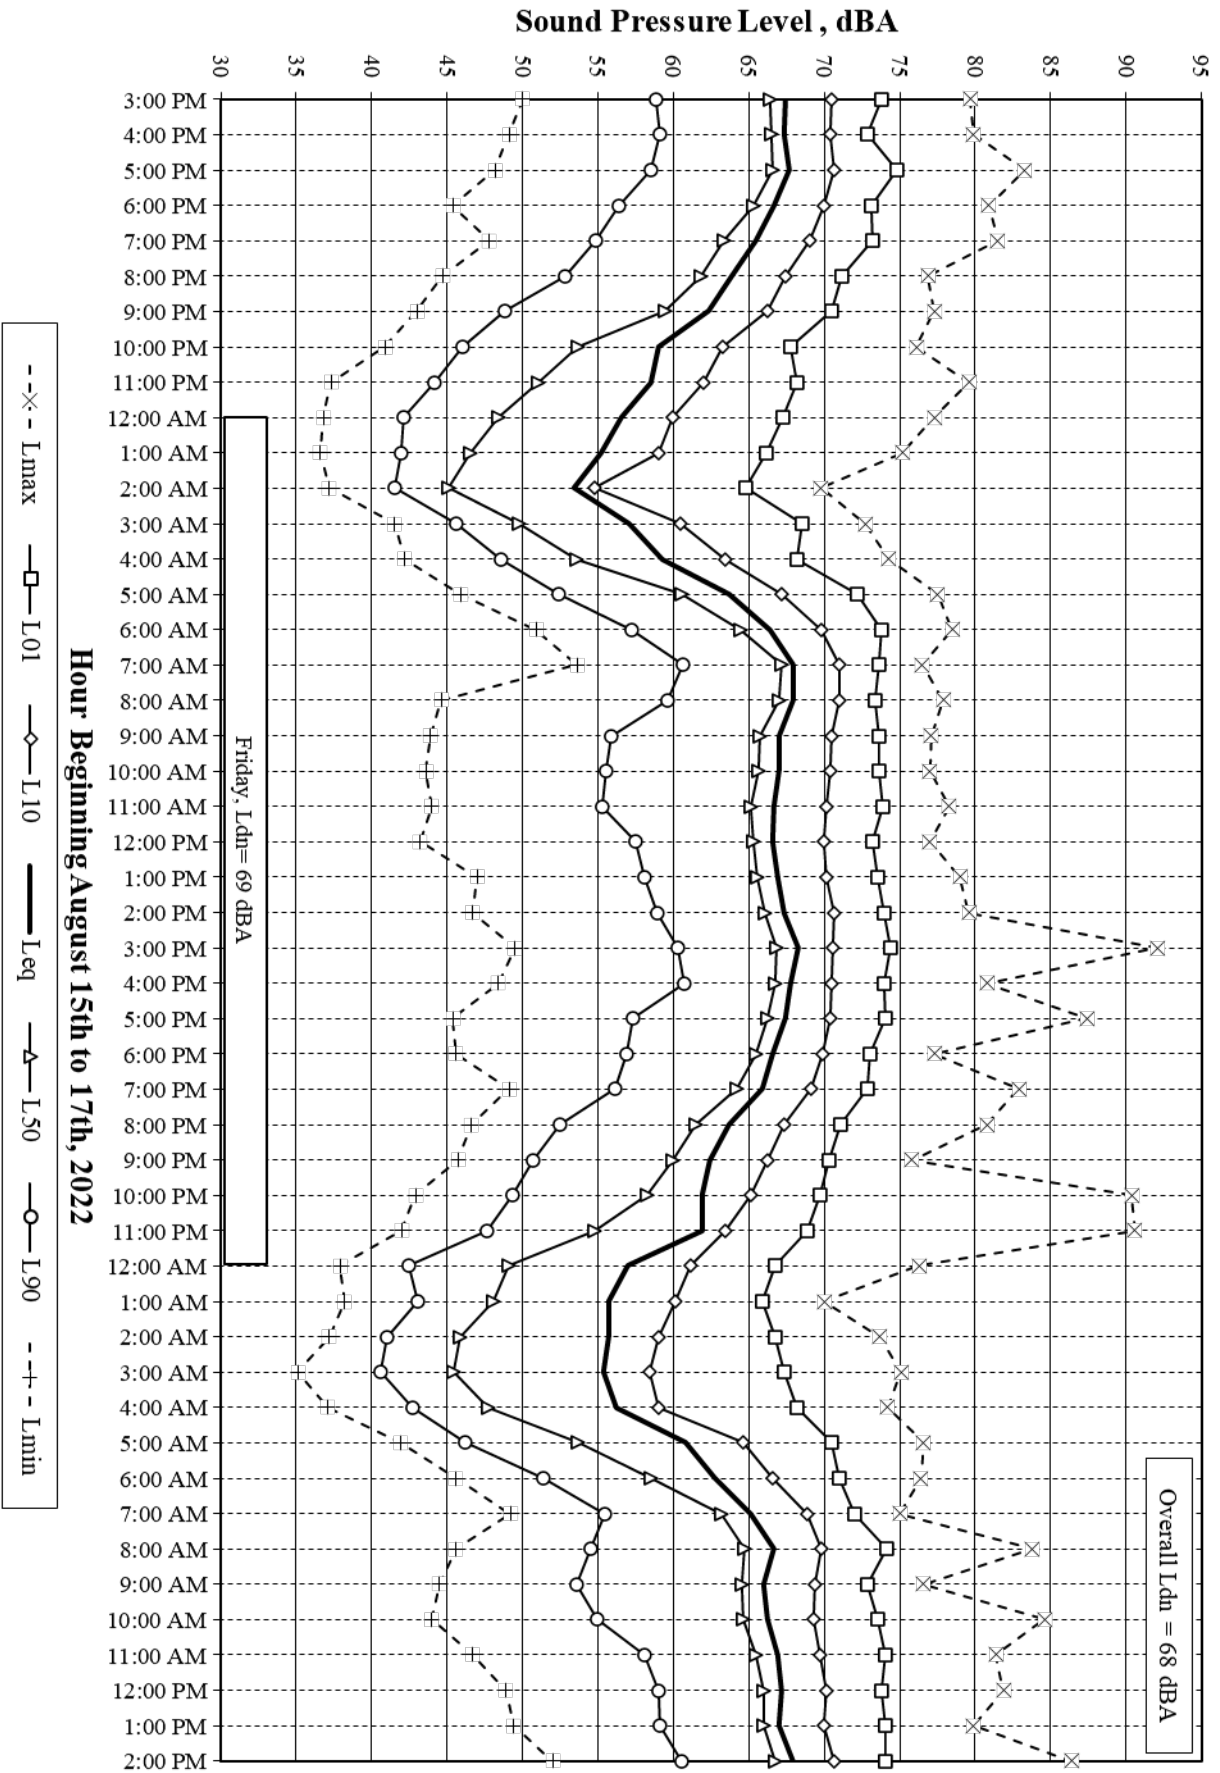 Sound Pressure Level , dBA
30
35
40
45
50
55
60
65
70
75
80
85
90
95
3:00 PM
4:00 PM
5:00 PM
6:00 PM
7:00 PM
8:00 PM
9:00 PM
10:00 PM
11:00 PM
12:00 AM
1:00 AM
2:00 AM
3:00 AM
4:00 AM
5:00 AM
6:00 AM
7:00 AM
8:00 AM
9:00 AM
10:00 AM
11:00 AM
12:00 PM
1:00 PM
2:00 PM
3:00 PM
4:00 PM
5:00 PM
6:00 PM
7:00 PM
8:00 PM
9:00 PM
10:00 PM
11:00 PM
12:00 AM
1:00 AM
2:00 AM
3:00 AM
4:00 AM
5:00 AM
6:00 AM
7:00 AM
8:00 AM
9:00 AM
10:00 AM
11:00 AM
12:00 PM
1:00 PM
2:00 PM
Overall Ldn = 68 dBA
Friday, Ldn= 69 dBA
Hour Beginning August 15th to 17th, 2022
Lmax
L01
L10
Leq
L50
L90
Lmin